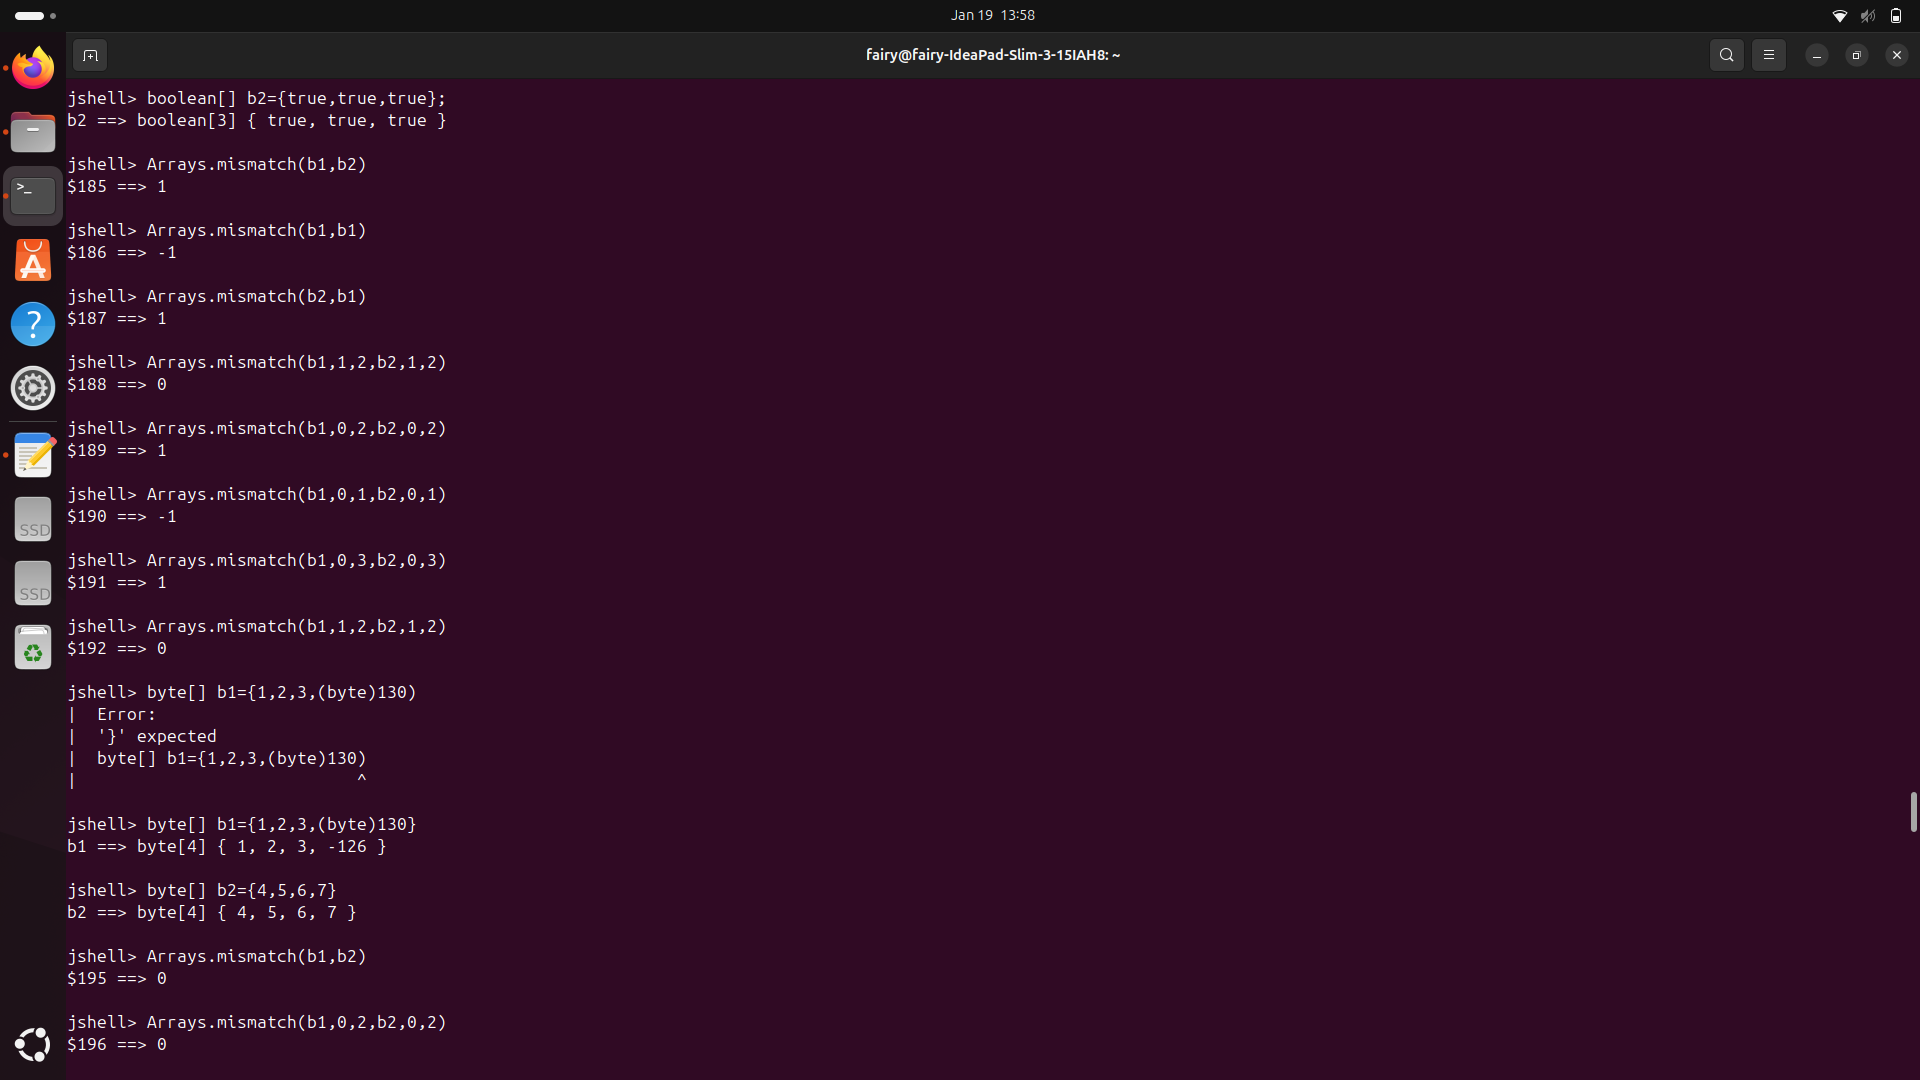 Jan 19 13:58
fairy@fairy-IdeaPad-Slim-3-15IAH8: ~
jshell> boolean[] b2={true,true,true};
b2 ==> boolean[3] { true, true, true }
jshell> Arrays.mismatch(b1,b2)
$185 ==> 1
jshell> Arrays.mismatch(b1,b1)
$186 ==> -1
jshell> Arrays.mismatch(b2,b1)
$187 ==> 1
jshell> Arrays.mismatch(b1,1,2,b2,1,2)
$188 ==> 0
jshell> Arrays.mismatch(b1,0,2,b2,0,2)
$189 ==> 1
jshell> Arrays.mismatch(b1,0,1,b2,0,1)
$190 ==> -1
jshell> Arrays.mismatch(b1,0,3,b2,0,3)
$191 ==> 1
jshell> Arrays.mismatch(b1,1,2,b2,1,2)
$192 ==> 0
jshell> byte[] b1={1,2,3,(byte)130)
|  Error:
|  '}' expected
|  byte[] b1={1,2,3,(byte)130)
|                            ^
jshell> byte[] b1={1,2,3,(byte)130}
b1 ==> byte[4] { 1, 2, 3, -126 }
jshell> byte[] b2={4,5,6,7}
b2 ==> byte[4] { 4, 5, 6, 7 }
jshell> Arrays.mismatch(b1,b2)
$195 ==> 0
jshell> Arrays.mismatch(b1,0,2,b2,0,2)
$196 ==> 0
>_
A
?
SSD
SSD